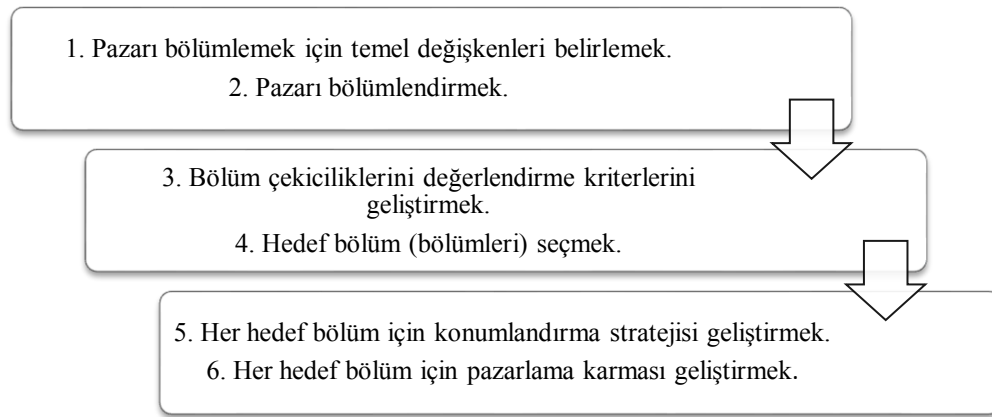 1. Pazarı bölümlemek için temel değişkenleri belirlemek.
2. Pazarı bölümlendirmek.
3. Bölüm çekiciliklerini değerlendirme kriterlerini
geliştirmek.
4. Hedef bölüm (bölümleri) seçmek.
5. Her hedef bölüm için konumlandırma stratejisi geliştirmek.
6. Her hedef bölüm için pazarlama karması geliştirmek.